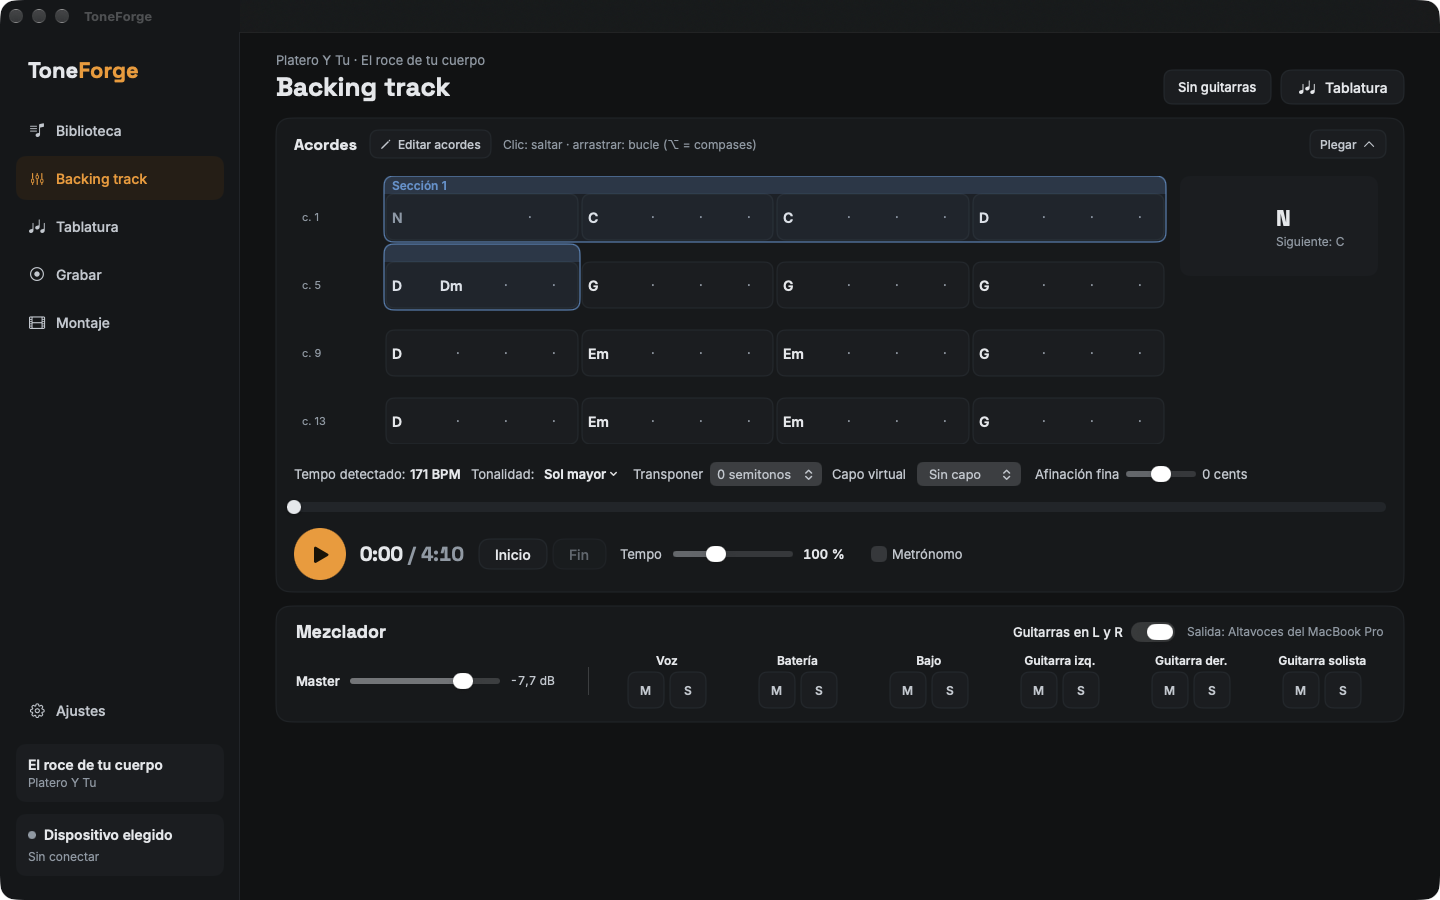 ToneForge
ToneForge
Biblioteca
Backing track
Tablatura
Grabar
Montaje
Ajustes
El roce de tu cuerpo
Platero Y Tu
Dispositivo elegido
Sin conectar
Platero Y Tu · El roce de tu cuerpo
Backing track
Sin guitarras
Tablatura
Acordes
Editar acordes
Clic: saltar · arrastrar: bucle (⌥ = compases)
Plegar
Sección 1
c. 1 N · C · · · C · · · D · · ·
N
Siguiente: C
c. 5 D Dm · · G · · · G · · · G · · ·
c. 9 D · · · Em · · · Em · · · G · · ·
c. 13 D · · · Em · · · Em · · · G · · ·
Tempo detectado: 171 BPM Tonalidad: Sol mayor Transponer 0 semitonos Capo virtual Sin capo Afinación fina 0 cents
0:00 / 4:10 Inicio Fin Tempo 100 % Metrónomo
Mezclador
Guitarras en L y R
Salida: Altavoces del MacBook Pro
Master -7,7 dB
Voz Batería Bajo Guitarra izq. Guitarra der. Guitarra solista
M S M S M S M S M S M S